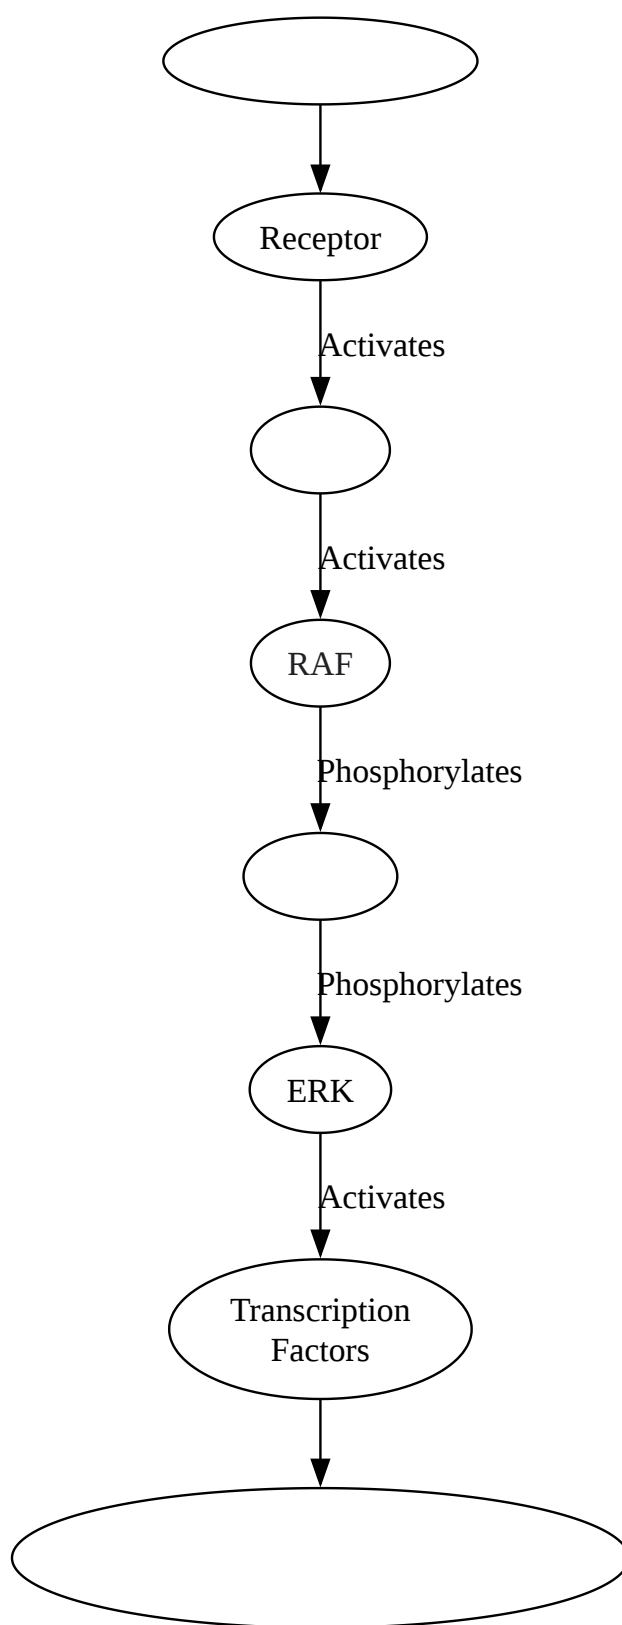 Receptor
Activates
Activates
RAF
Phosphorylates
Phosphorylates
ERK
Activates
Transcription
Factors